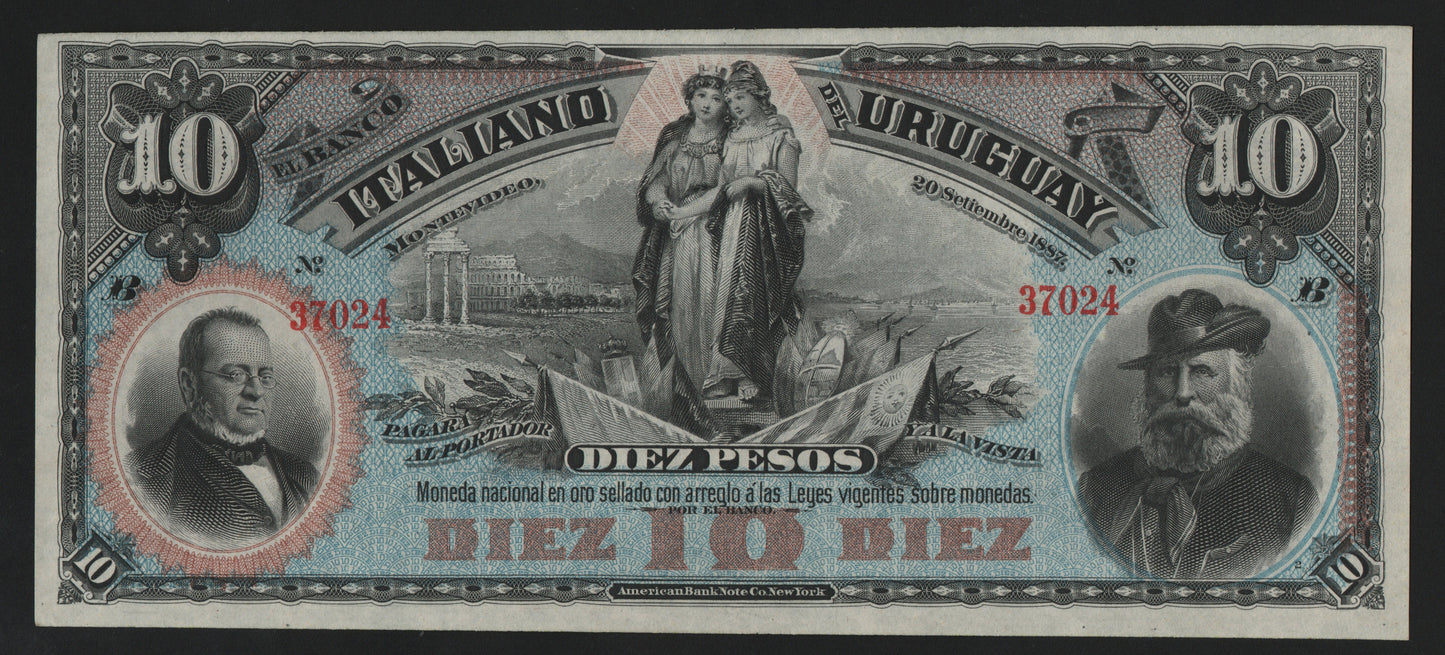 10
EL BANCO
ITALIANO
DEL
URUGUAY
10
MONTEVIDEO,
20 Setiembre 1887.
B
Nº
37024
Nº
37024
B
PAGARA
AL PORTADOR
Y A LA VISTA
DIEZ PESOS
Moneda nacional en oro sellado con arreglo á las Leyes vigentes sobre monedas.
POR EL BANCO.
DIEZ 10 DIEZ
10
American Bank Note Co. New York
2
10